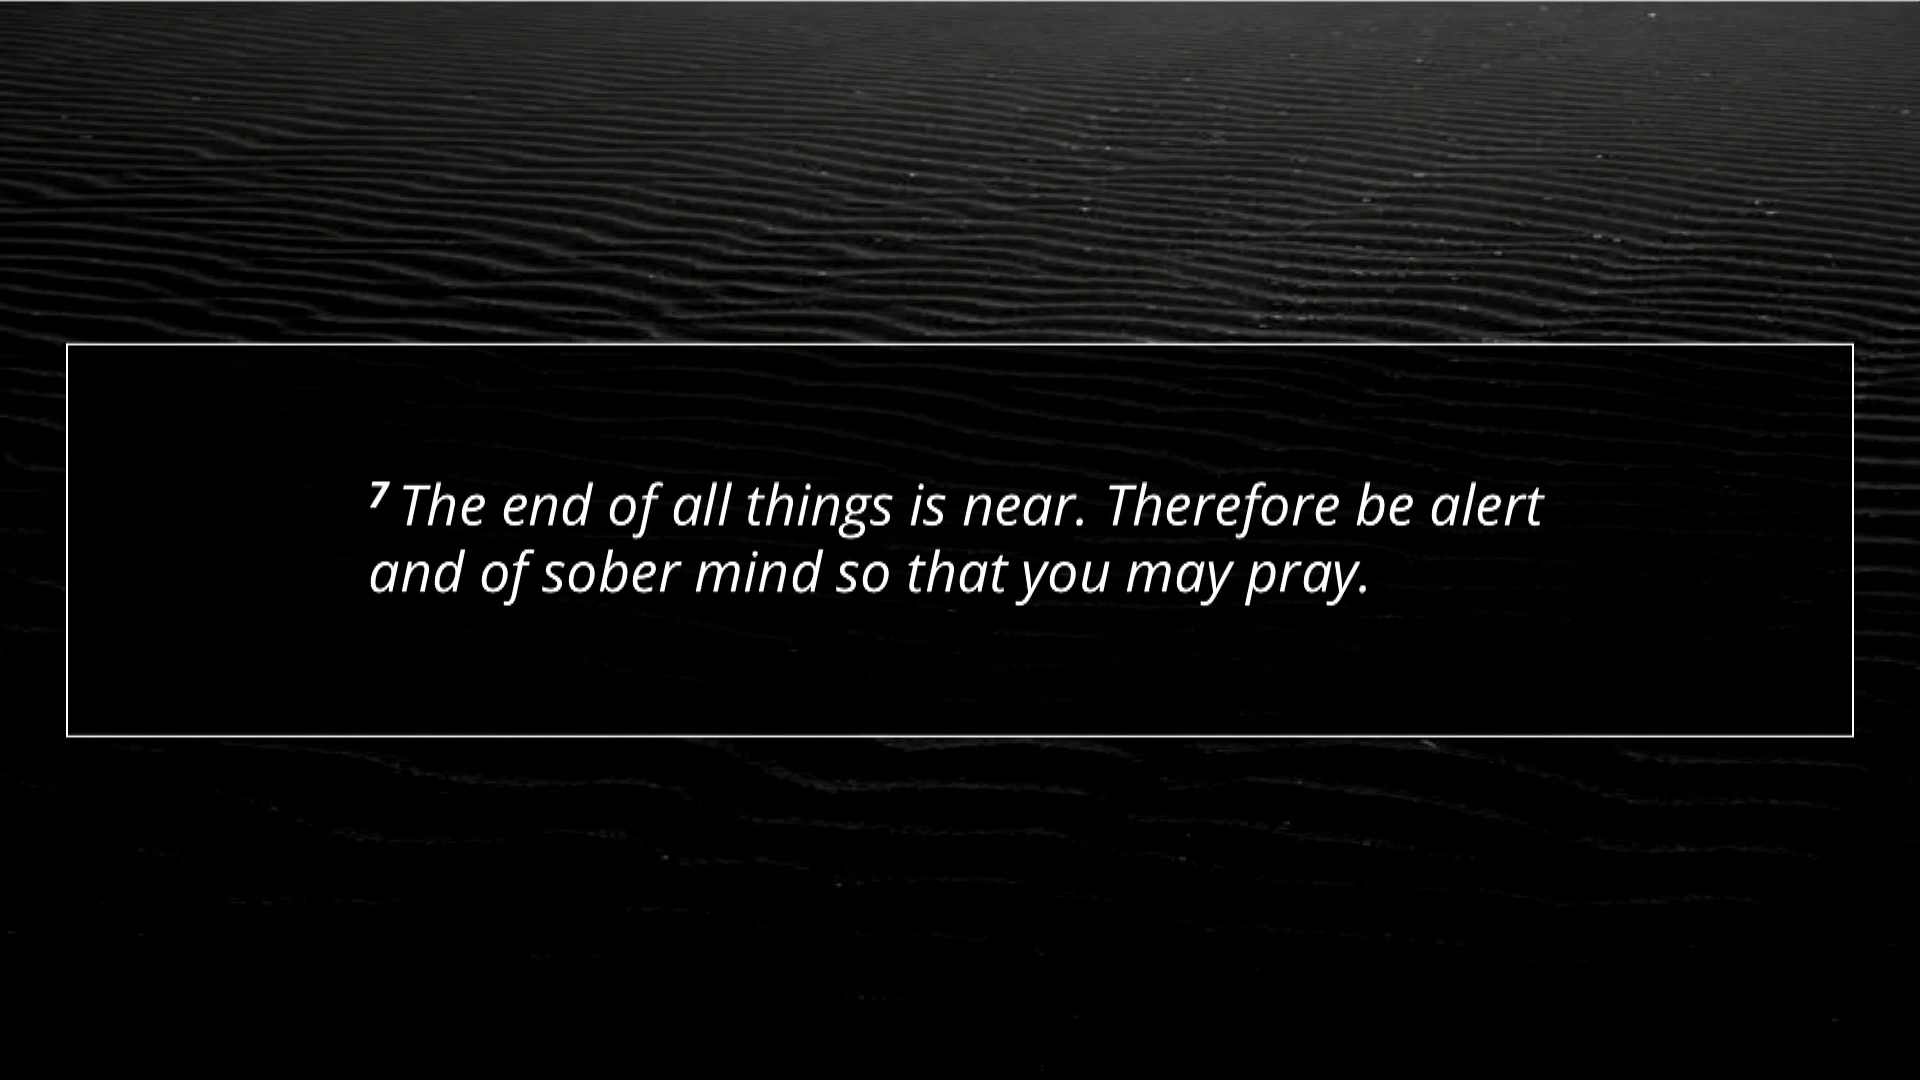 7 The end of all things is near. Therefore be alert
and of sober mind so that you may pray.